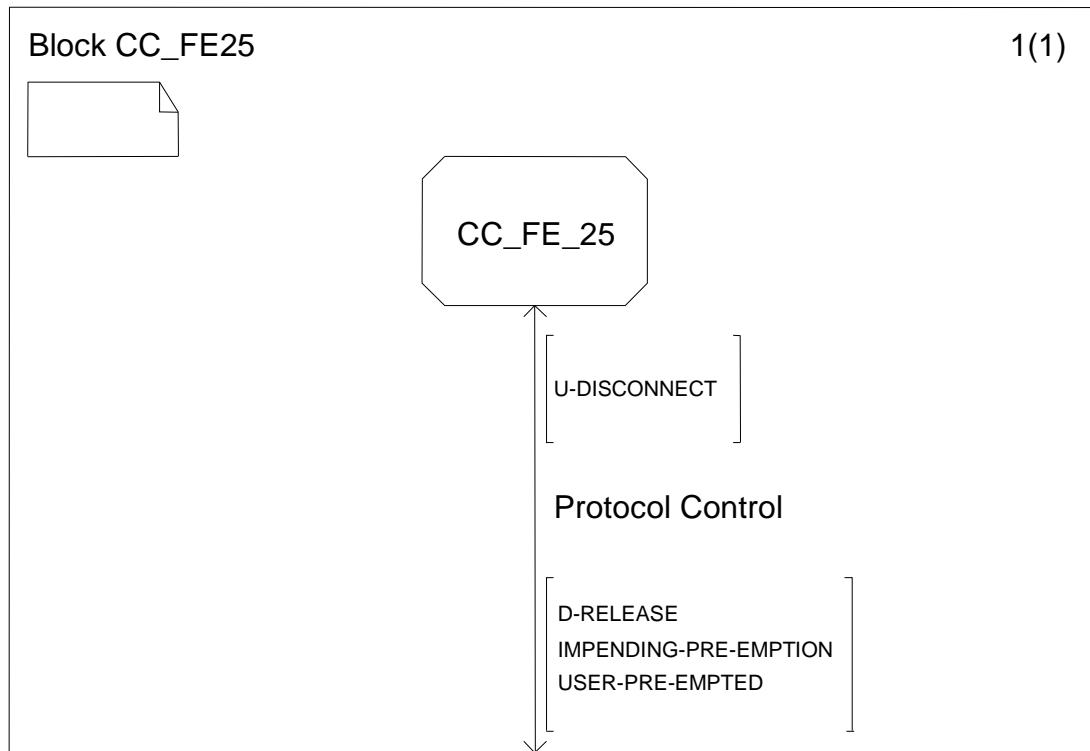 Block CC_FE25
1(1)
CC_FE_25
U-DISCONNECT
Protocol Control
D-RELEASE
IMPENDING-PRE-EMPTION
USER-PRE-EMPTED